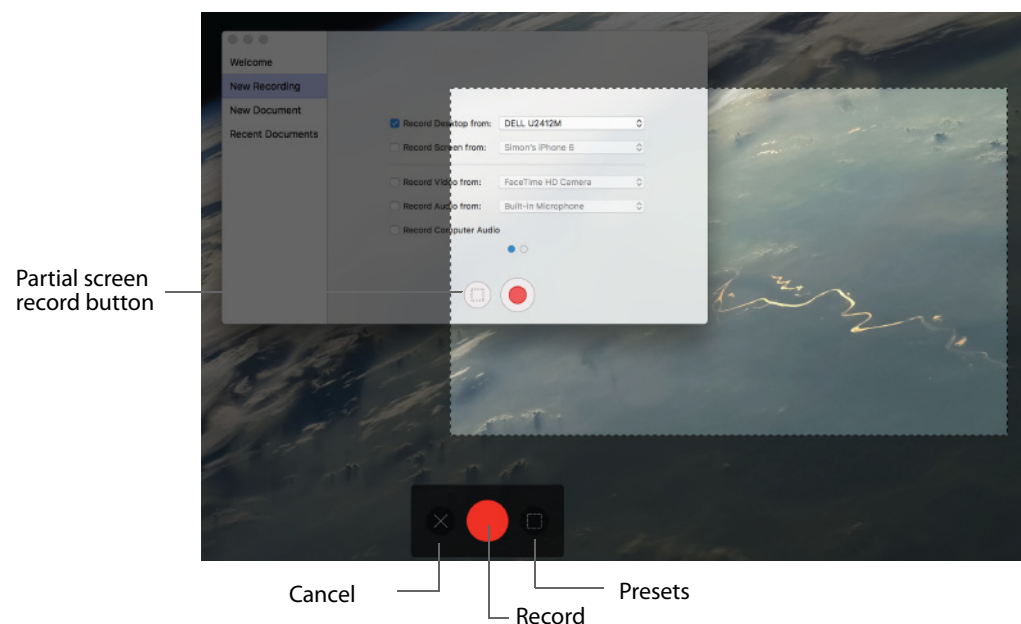 Welcome
New Recording
New Document
Recent Documents
Record Desktop from: DELL U2412M
Record Screen from: Simon's iPhone 6
Record Video from: FaceTime HD Camera
Record Audio from: Built-in Microphone
Record Computer Audio
Partial screen
record button
Cancel
Presets
Record